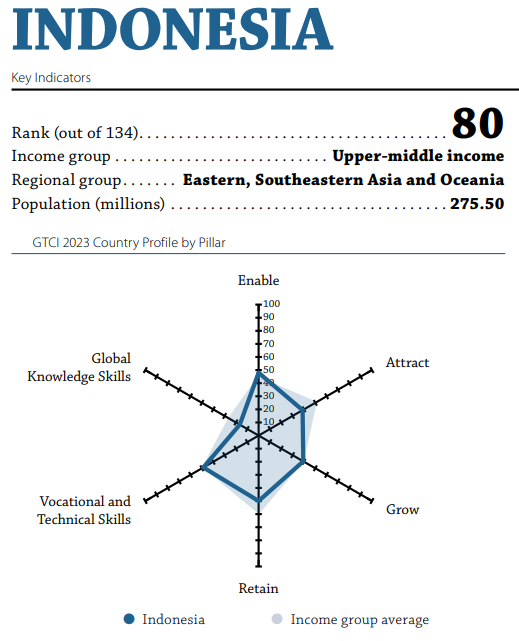 INDONESIA
Key Indicators
Rank (out of 134)........................................ 80
Income group ............................ Upper-middle income
Regional group....... Eastern, Southeastern Asia and Oceania
Population (millions) .................................... 275.50
GTCI 2023 Country Profile by Pillar
Enable
100
90
80
70
60
50
40
30
20
10
Global
Knowledge Skills
Attract
Vocational and
Technical Skills
Grow
Retain
Indonesia
Income group average